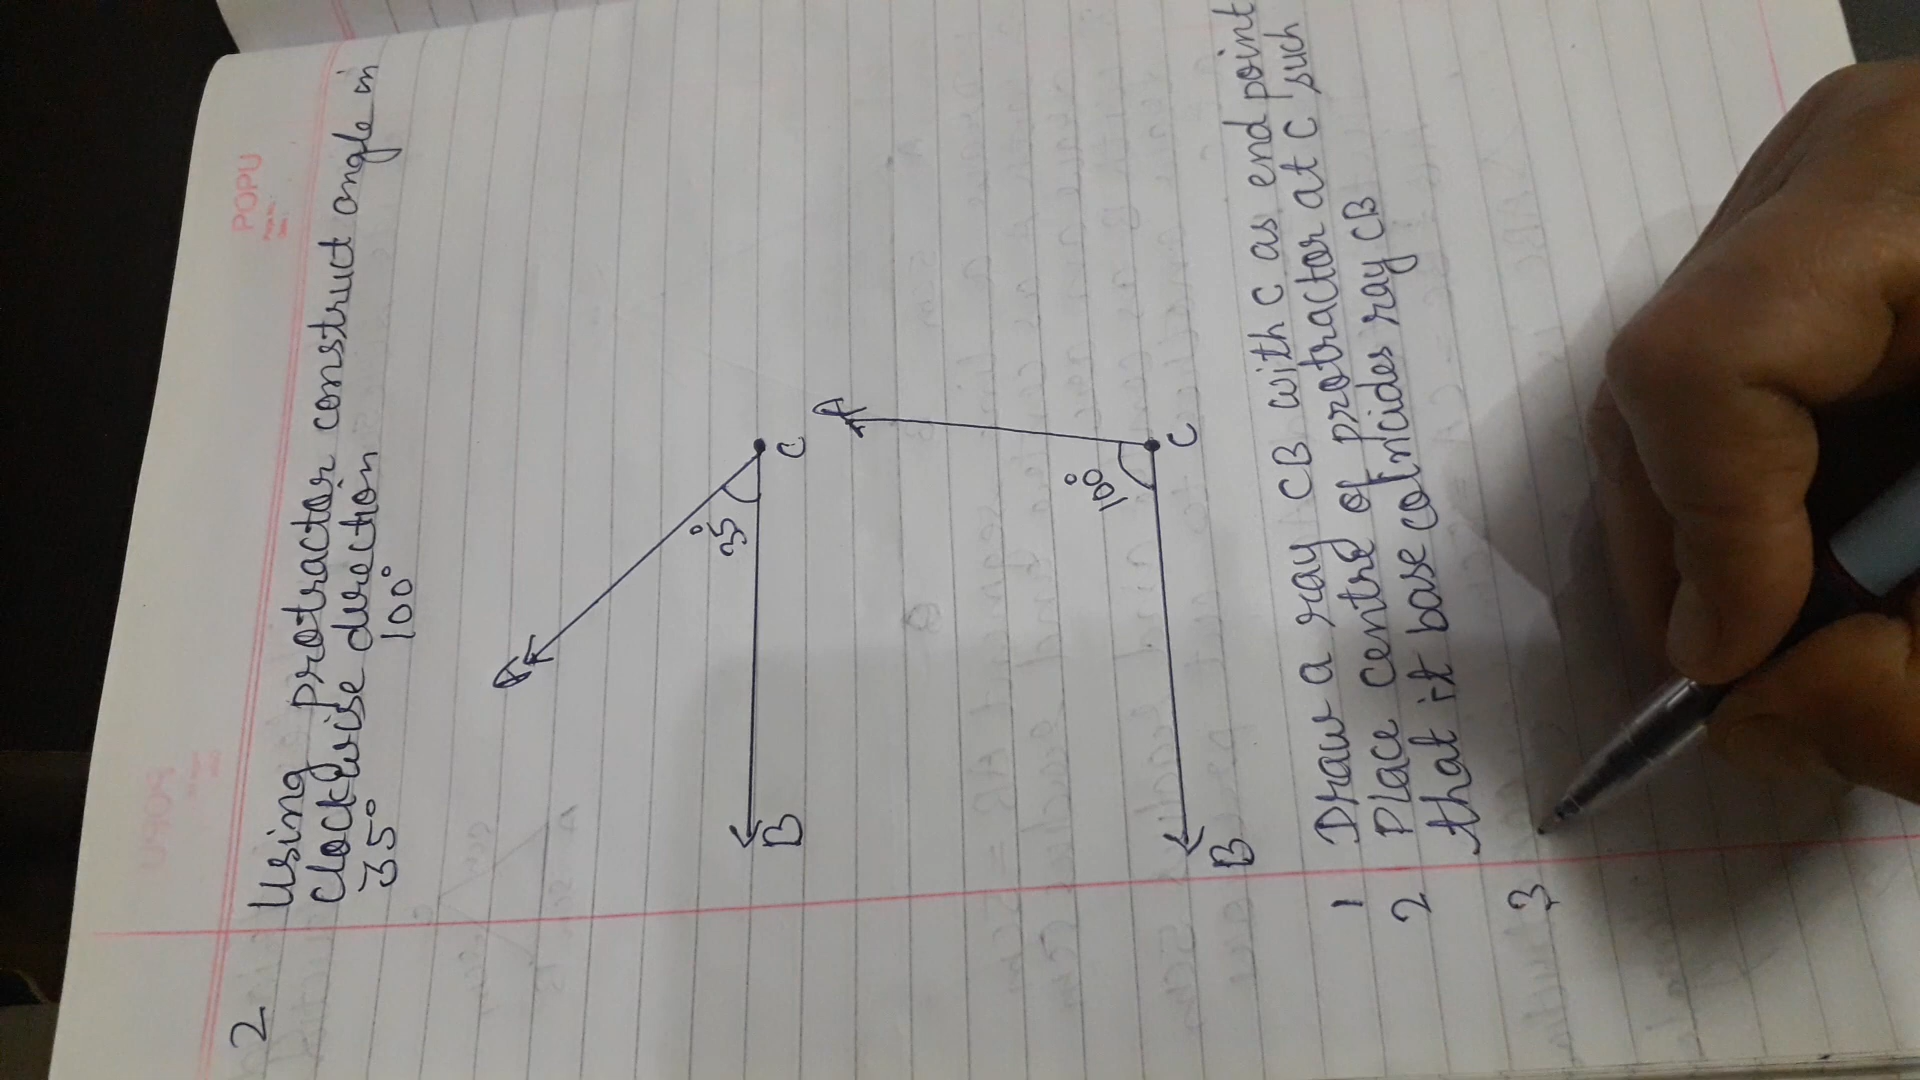 2 Using protractor construct angle in
clockwise direction
35° 100°
A
35°
B
C
A
100°
B
C
1 Draw a ray CB with C as end point
2 Place centre of protractor at C such
that it base coincides ray CB
3
POPU